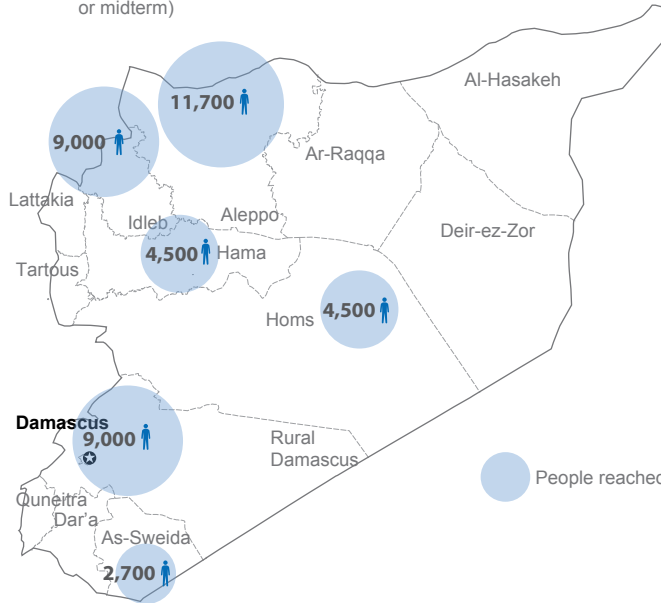 or midterm)
Al-Hasakeh
11,700
9,000
Ar-Raqqa
Lattakia
Idleb
Aleppo
4,500
Hama
Deir-ez-Zor
Tartous
Homs
4,500
Damascus
9,000
Rural
Damascus
People reached
Quneitra
Dar'a
As-Sweida
2,700